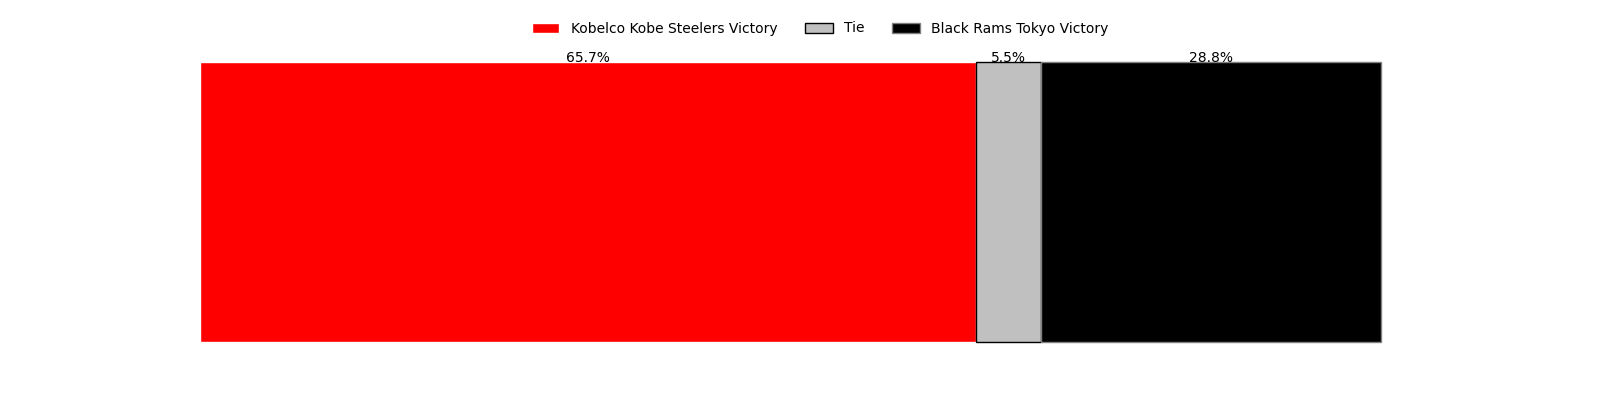 Kobelco Kobe Steelers Victory Tie Black Rams Tokyo Victory
65.7% 5.5% 28.8%